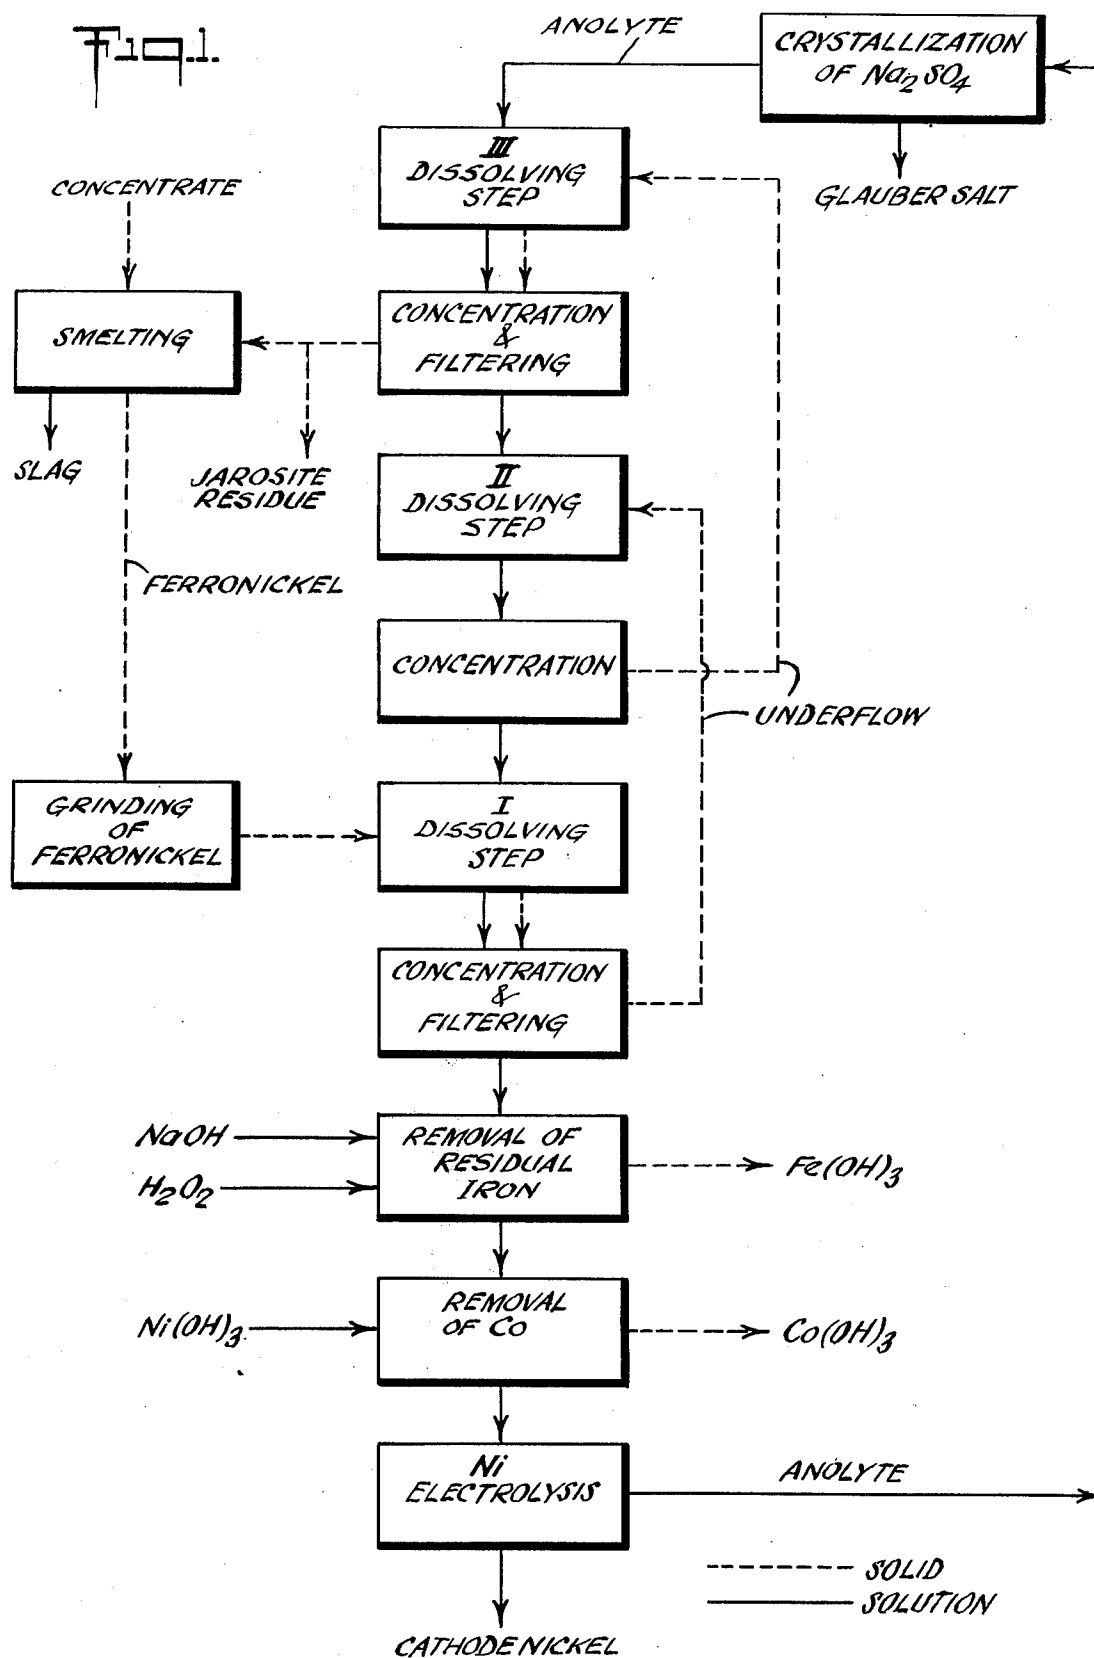 Fig. 1.
ANOLYTE
CRYSTALLIZATION
OF Na2SO4
GLAUBER SALT
III
DISSOLVING
STEP
CONCENTRATE
SMELTING
CONCENTRATION
&
FILTERING
SLAG
JAROSITE
RESIDUE
II
DISSOLVING
STEP
FERRONICKEL
CONCENTRATION
UNDERFLOW
GRINDING
OF
FERRONICKEL
I
DISSOLVING
STEP
CONCENTRATION
&
FILTERING
NaOH
H2O2
REMOVAL OF
RESIDUAL
IRON
Fe(OH)3
Ni(OH)3
REMOVAL
OF Co
Co(OH)3
Ni
ELECTROLYSIS
ANOLYTE
SOLID
SOLUTION
CATHODE NICKEL